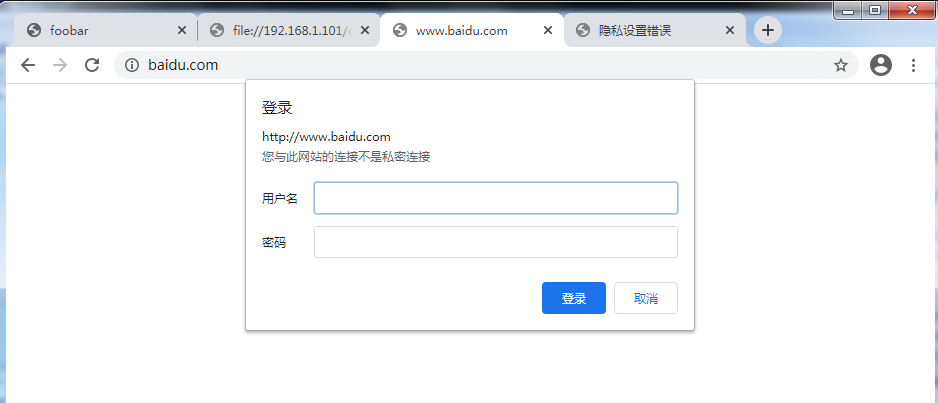 foobar
file://192.168.1.101/
www.baidu.com
隐私设置错误
baidu.com
登录
http://www.baidu.com
您与此网站的连接不是私密连接
用户名
密码
登录
取消